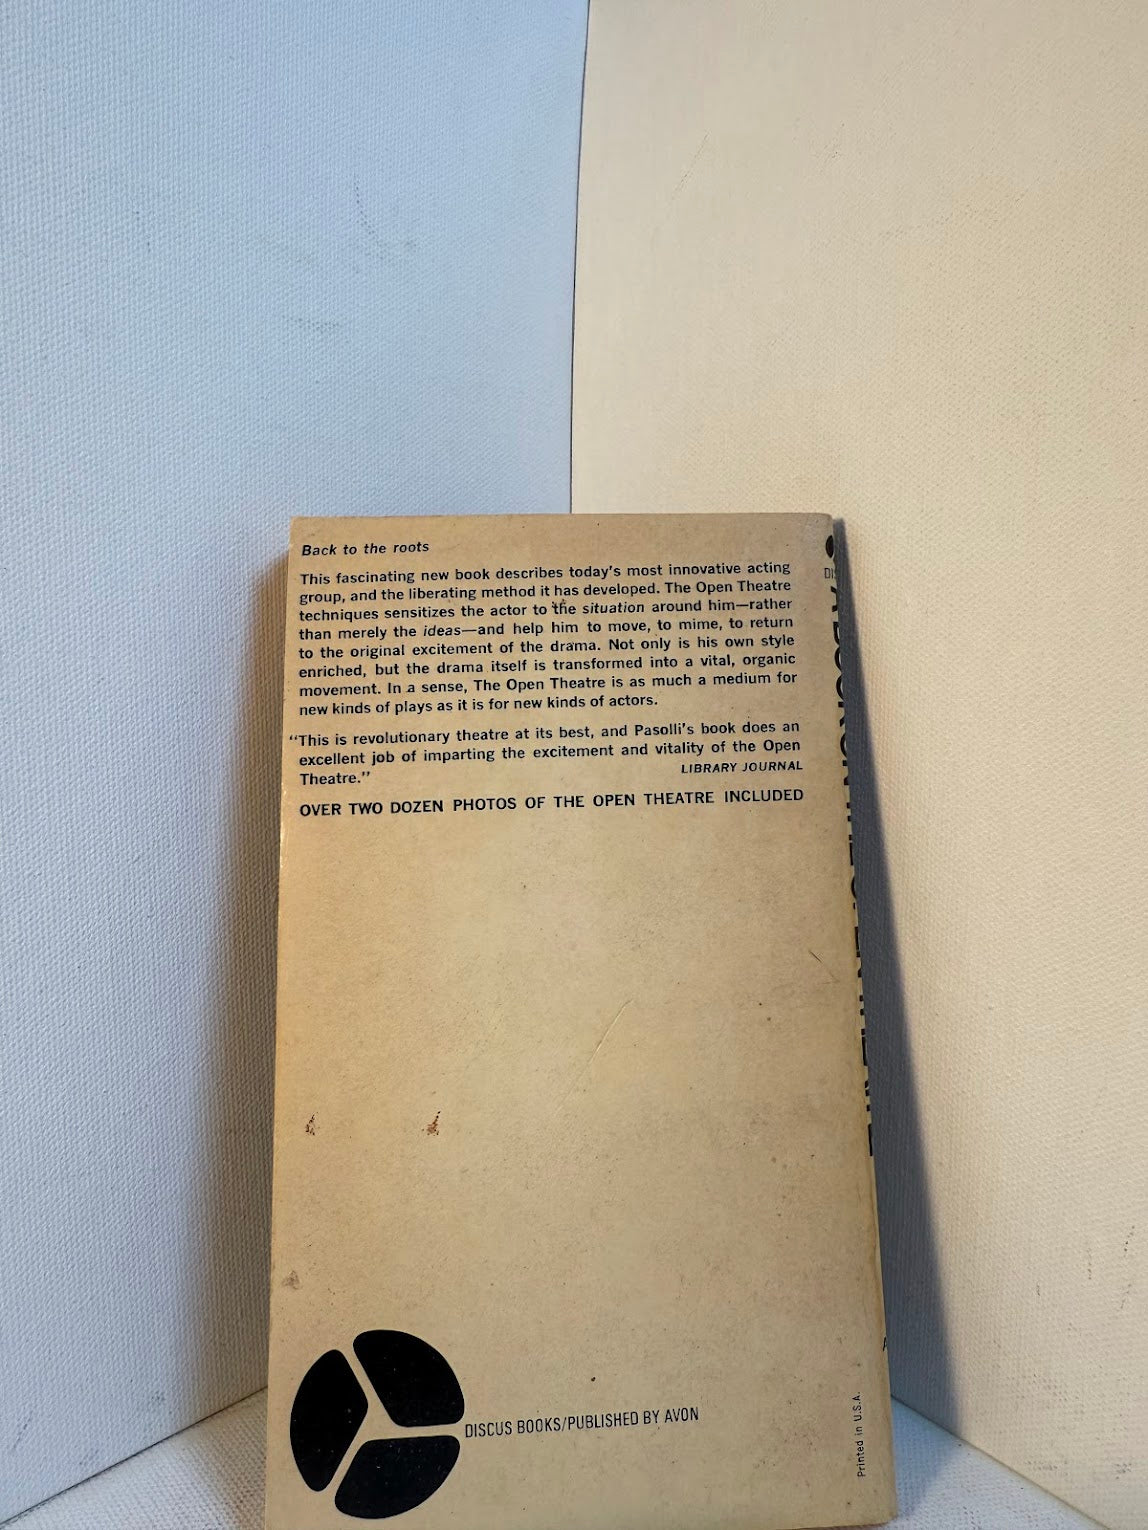 Back to the roots
This fascinating new book describes today's most innovative acting
group, and the liberating method it has developed. The Open Theatre
techniques sensitizes the actor to the situation around him—rather
than merely the ideas—and help him to move, to mime, to return
to the original excitement of the drama. Not only is his own style
enriched, but the drama itself is transformed into a vital, organic
movement. In a sense, The Open Theatre is as much a medium for
new kinds of plays as it is for new kinds of actors.
"This is revolutionary theatre at its best, and Pasolli's book does an
excellent job of imparting the excitement and vitality of the Open
Theatre."
LIBRARY JOURNAL
OVER TWO DOZEN PHOTOS OF THE OPEN THEATRE INCLUDED
DISCUS BOOKS/PUBLISHED BY AVON
Printed in U.S.A.